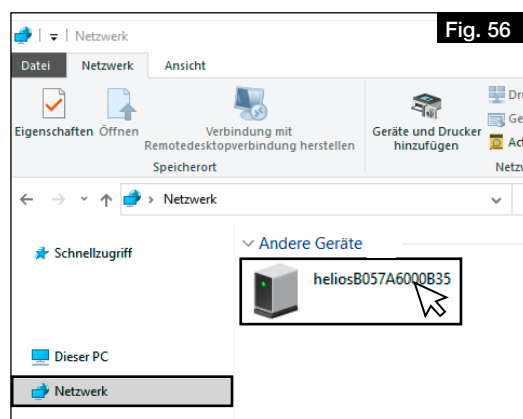 Fig. 56
Netzwerk
Datei Netzwerk Ansicht
Eigenschaften Öffnen Verbindung mit Remotedesktopverbindung herstellen Geräte und Drucker hinzufügen
Speicherort
Netzwerk
Schnellzugriff
Andere Geräte
heliosB057A6000B35
Dieser PC
Netzwerk